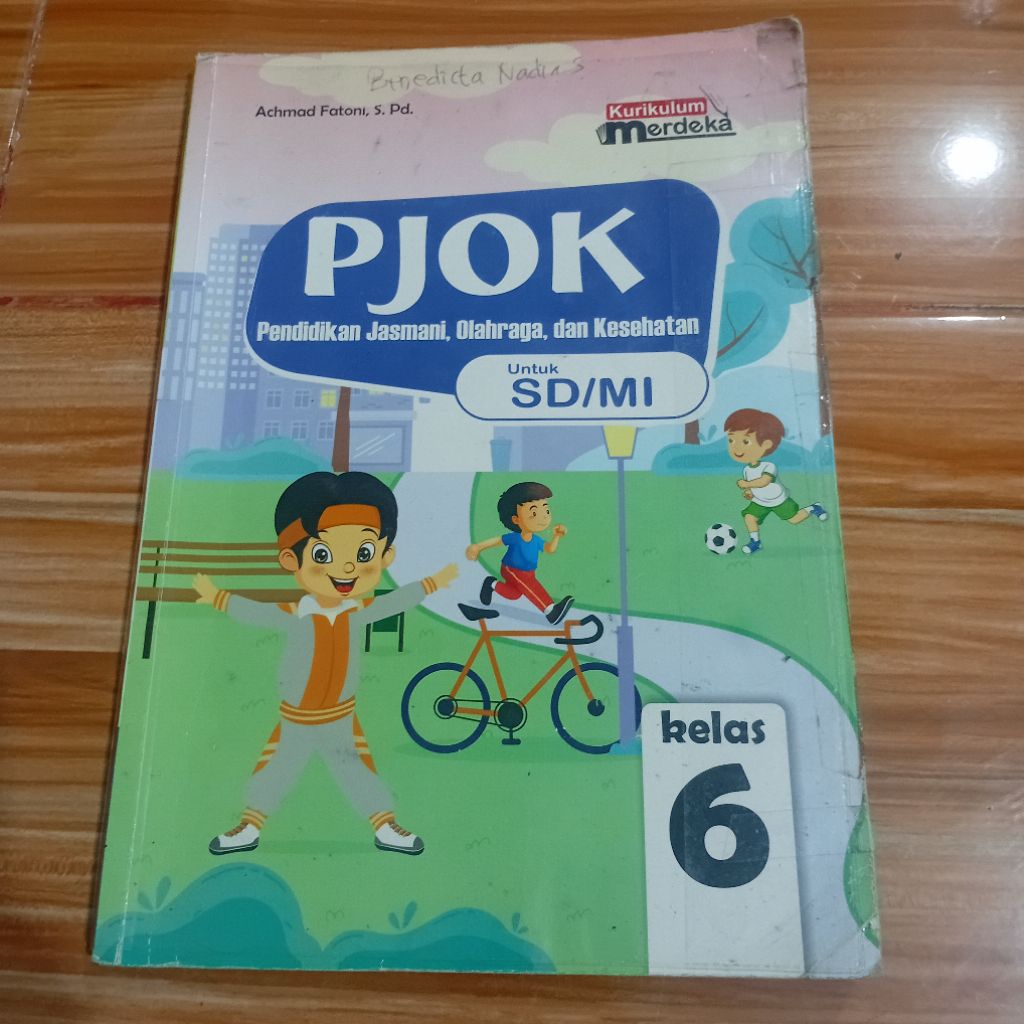 Benedicta Nadia S
Achmad Fatoni, S. Pd.
Kurikulum
merdeka
PJOK
Pendidikan Jasmani, Olahraga, dan Kesehatan
Untuk
SD/MI
kelas
6